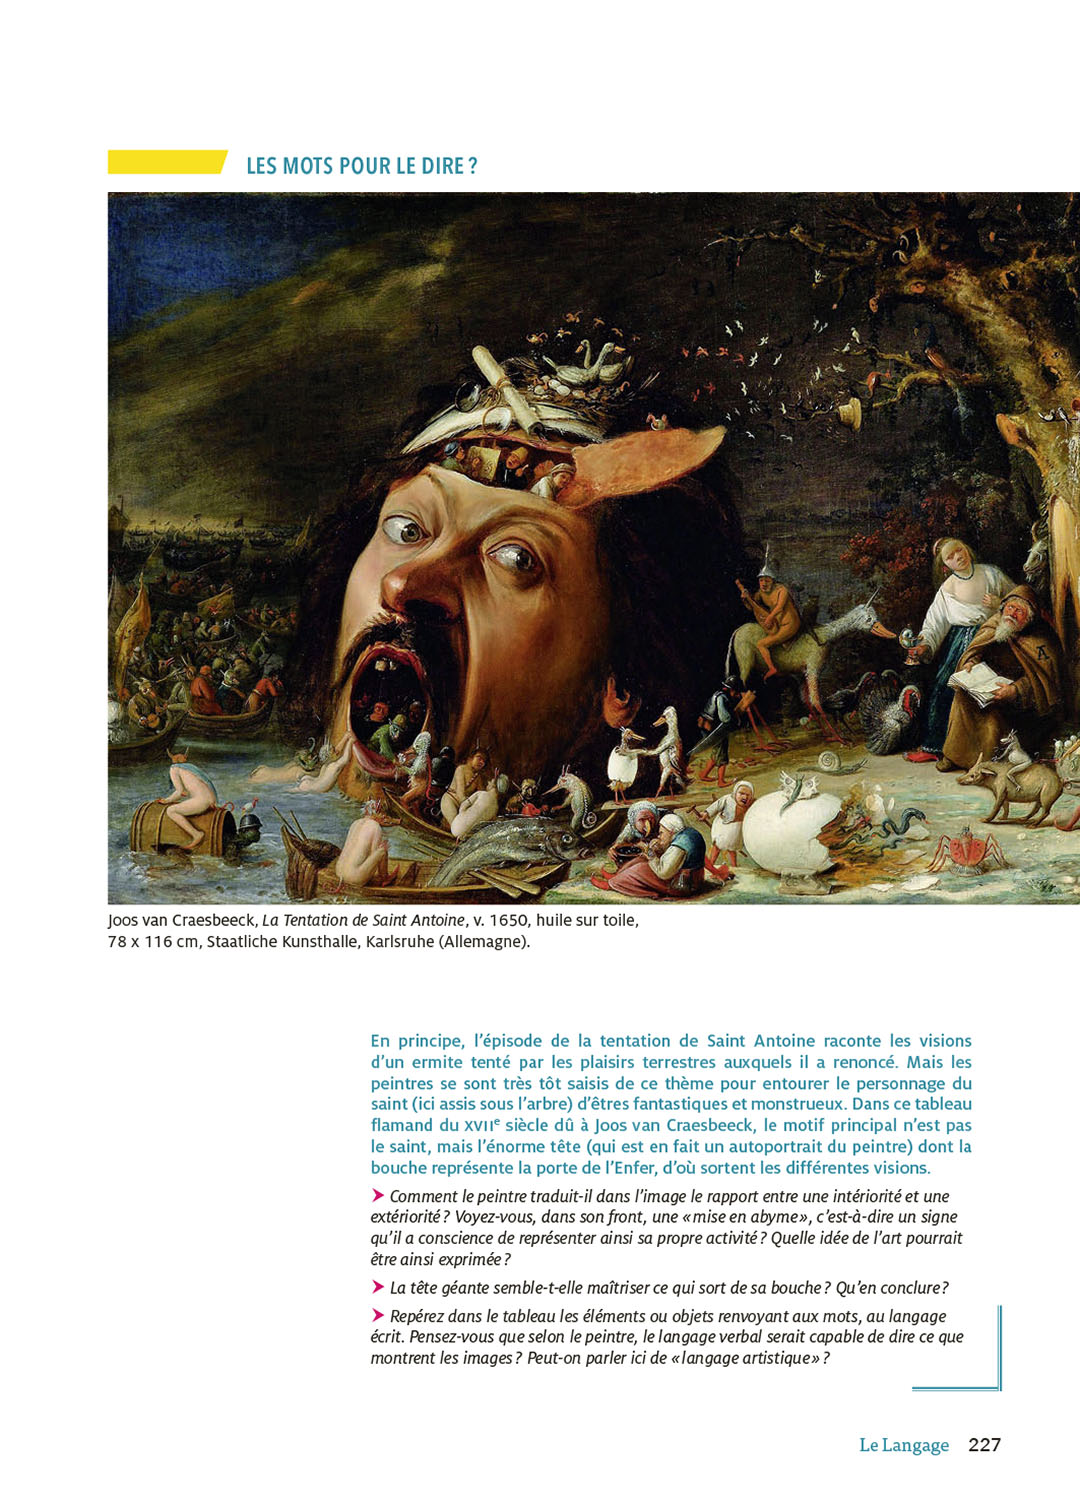 LES MOTS POUR LE DIRE ?
A
Joos van Craesbeeck, La Tentation de Saint Antoine, v. 1650, huile sur toile,
78 x 116 cm, Staatliche Kunsthalle, Karlsruhe (Allemagne).
En principe, l’épisode de la tentation de Saint Antoine raconte les visions
d’un ermite tenté par les plaisirs terrestres auxquels il a renoncé. Mais les
peintres se sont très tôt saisis de ce thème pour entourer le personnage du
saint (ici assis sous l’arbre) d’êtres fantastiques et monstrueux. Dans ce tableau
flamand du XVIIe siècle dû à Joos van Craesbeeck, le motif principal n’est pas
le saint, mais l’énorme tête (qui est en fait un autoportrait du peintre) dont la
bouche représente la porte de l’Enfer, d’où sortent les différentes visions.
➤ Comment le peintre traduit-il dans l’image le rapport entre une intériorité et une
extériorité ? Voyez-vous, dans son front, une « mise en abyme », c’est-à-dire un signe
qu’il a conscience de représenter ainsi sa propre activité ? Quelle idée de l’art pourrait
être ainsi exprimée ?
➤ La tête géante semble-t-elle maîtriser ce qui sort de sa bouche ? Qu’en conclure ?
➤ Repérez dans le tableau les éléments ou objets renvoyant aux mots, au langage
écrit. Pensez-vous que selon le peintre, le langage verbal serait capable de dire ce que
montrent les images ? Peut-on parler ici de « langage artistique » ?
Le Langage 227